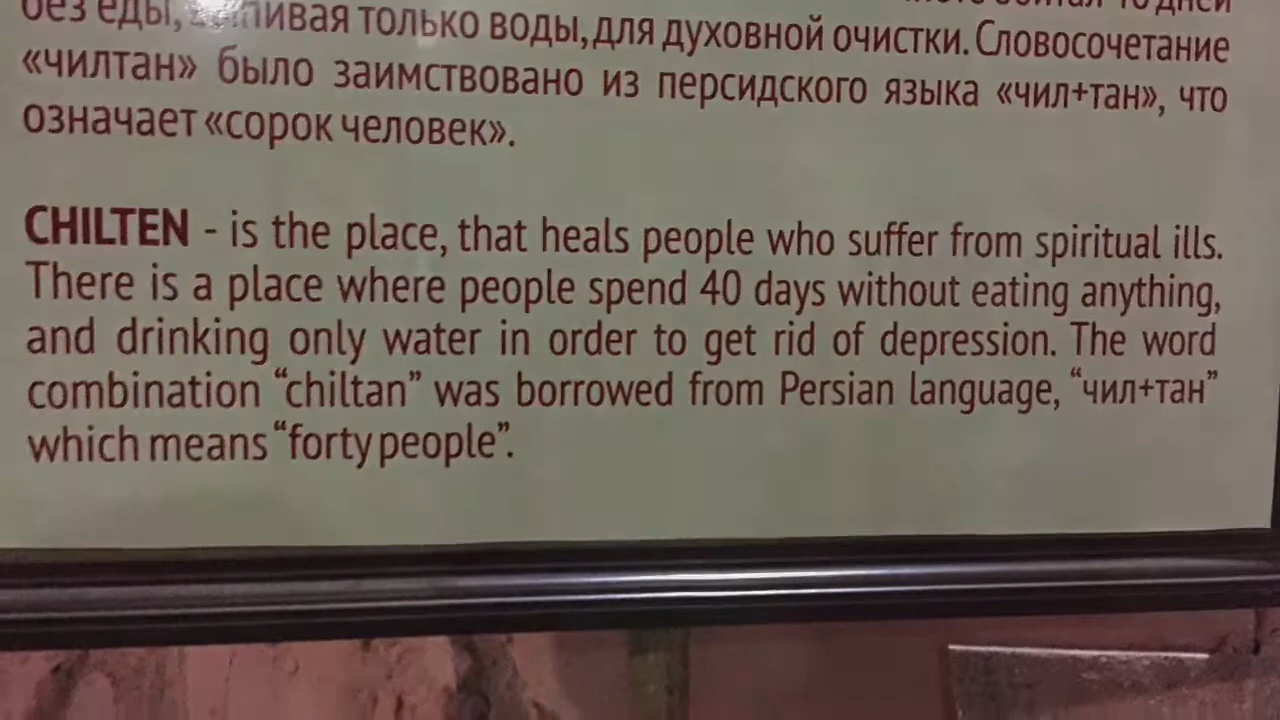 без еды, выпивая только воды, для духовной очистки. Словосочетание
«чилтан» было заимствовано из персидского языка «чил+тан», что
означает «сорок человек».
CHILTEN - is the place, that heals people who suffer from spiritual ills.
There is a place where people spend 40 days without eating anything,
and drinking only water in order to get rid of depression. The word
combination “chiltan” was borrowed from Persian language, “чил+тан”
which means “forty people”.